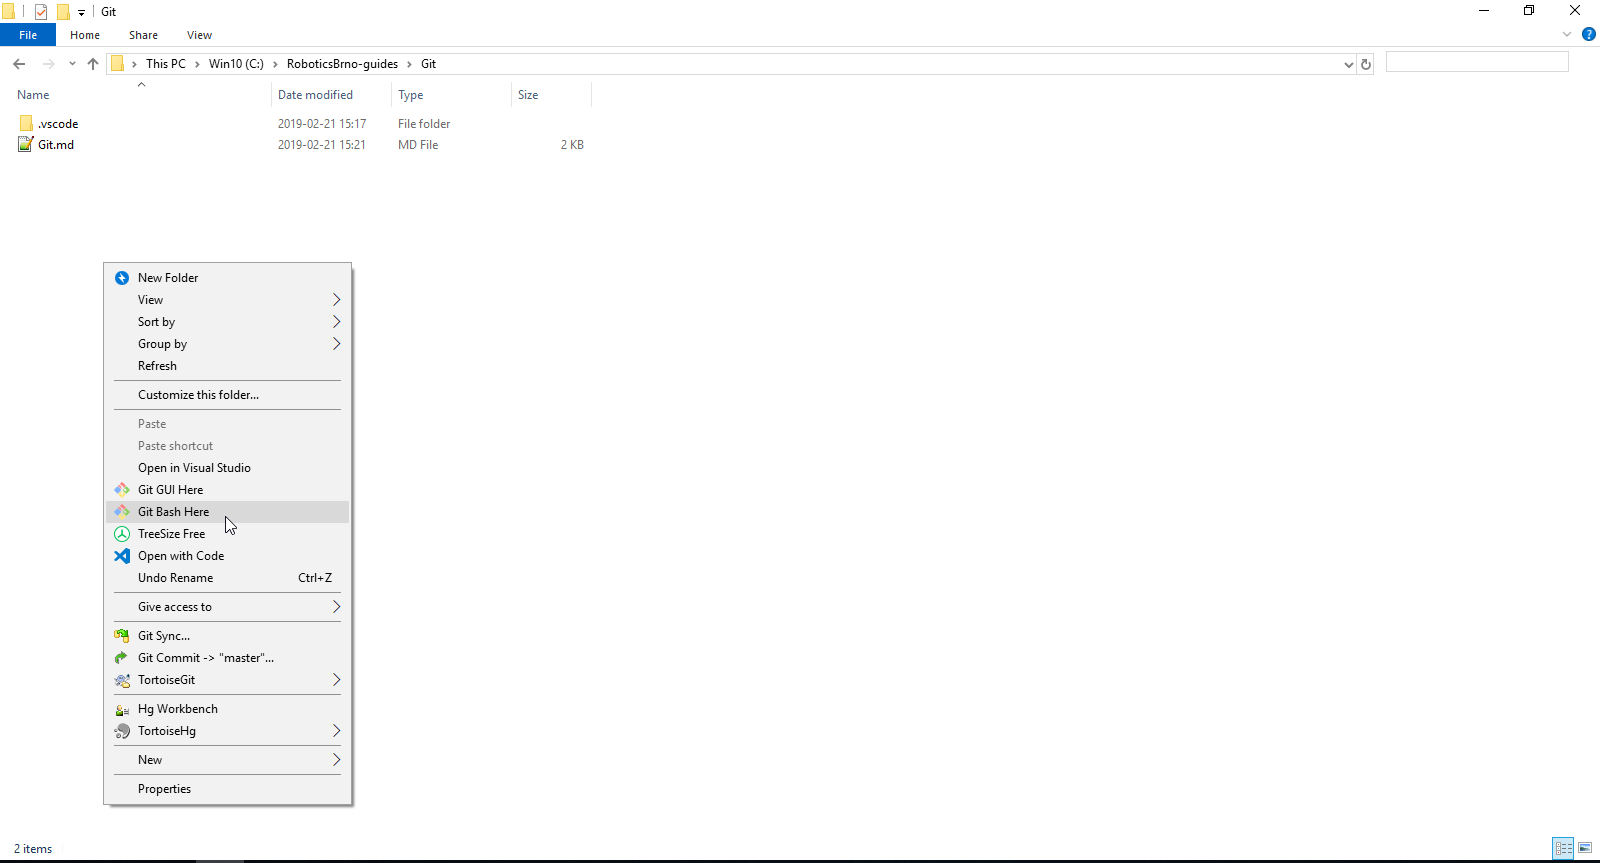 Git
File Home Share View
This PC Win10 (C:) RoboticsBrno-guides Git
Name Date modified Type Size
.vscode 2019-02-21 15:17 File folder
Git.md 2019-02-21 15:21 MD File 2 KB
New Folder
View
Sort by
Group by
Refresh
Customize this folder...
Paste
Paste shortcut
Open in Visual Studio
Git GUI Here
Git Bash Here
TreeSize Free
Open with Code
Undo Rename Ctrl+Z
Give access to
Git Sync...
Git Commit -> "master"...
TortoiseGit
Hg Workbench
TortoiseHg
New
Properties
2 items